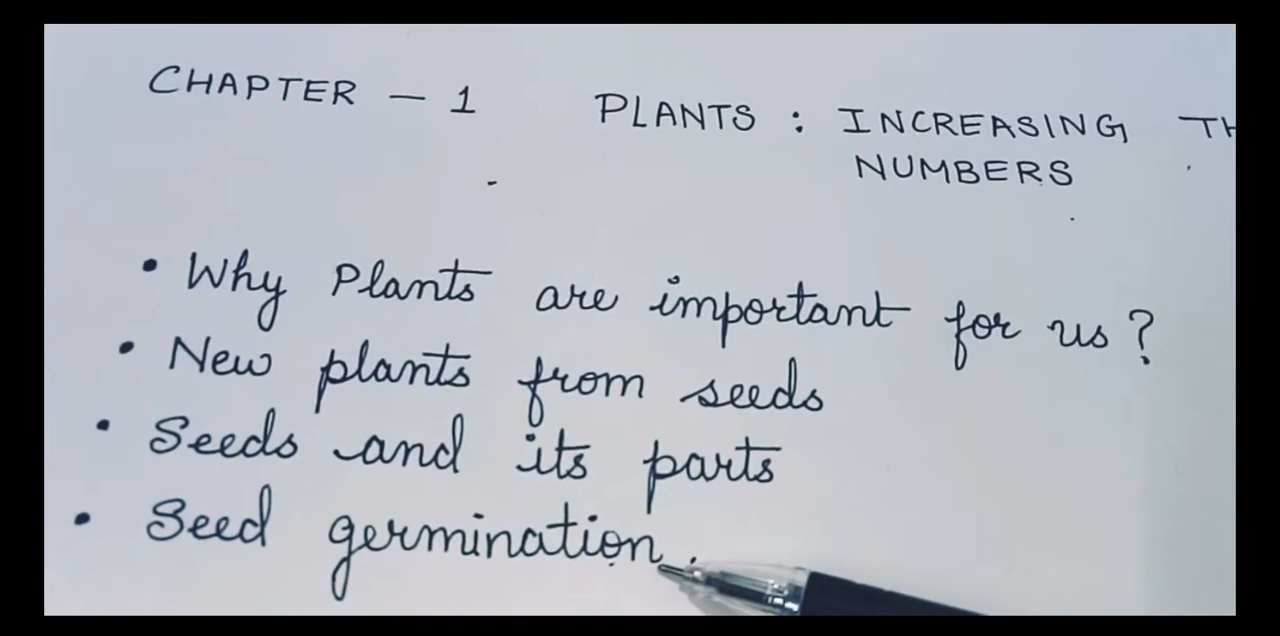 CHAPTER – 1 PLANTS : INCREASING TH
NUMBERS
• Why Plants are important for us?
• New plants from seeds
• Seeds and its parts
• Seed germination.